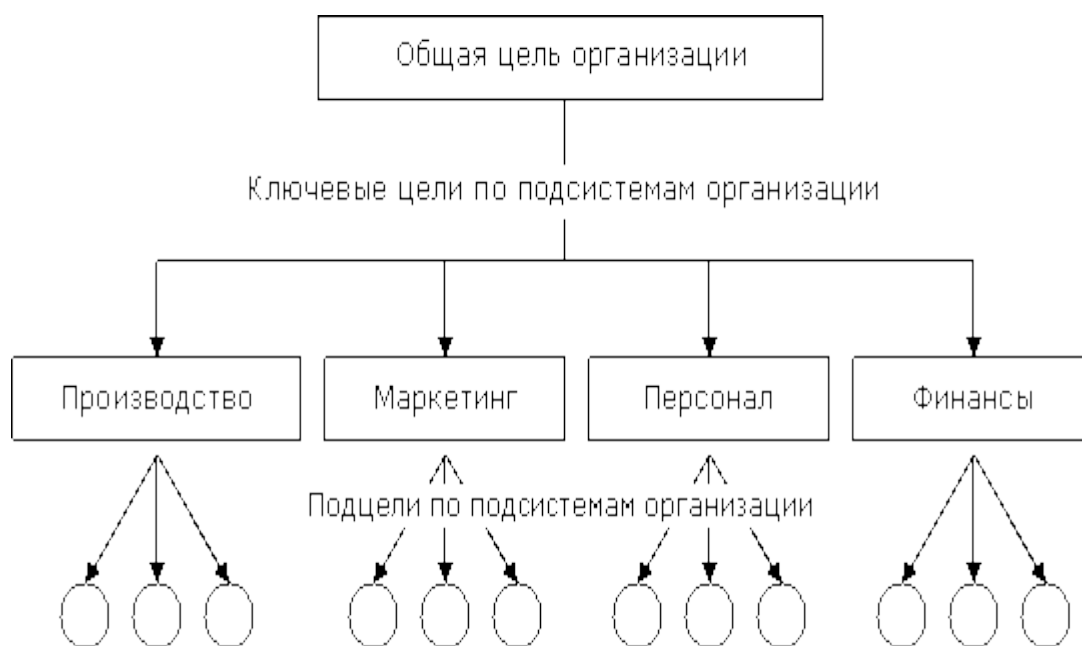 Общая цель организации
Ключевые цели по подсистемам организации
Производство
Маркетинг
Персонал
Финансы
Подцели по подсистемам организации